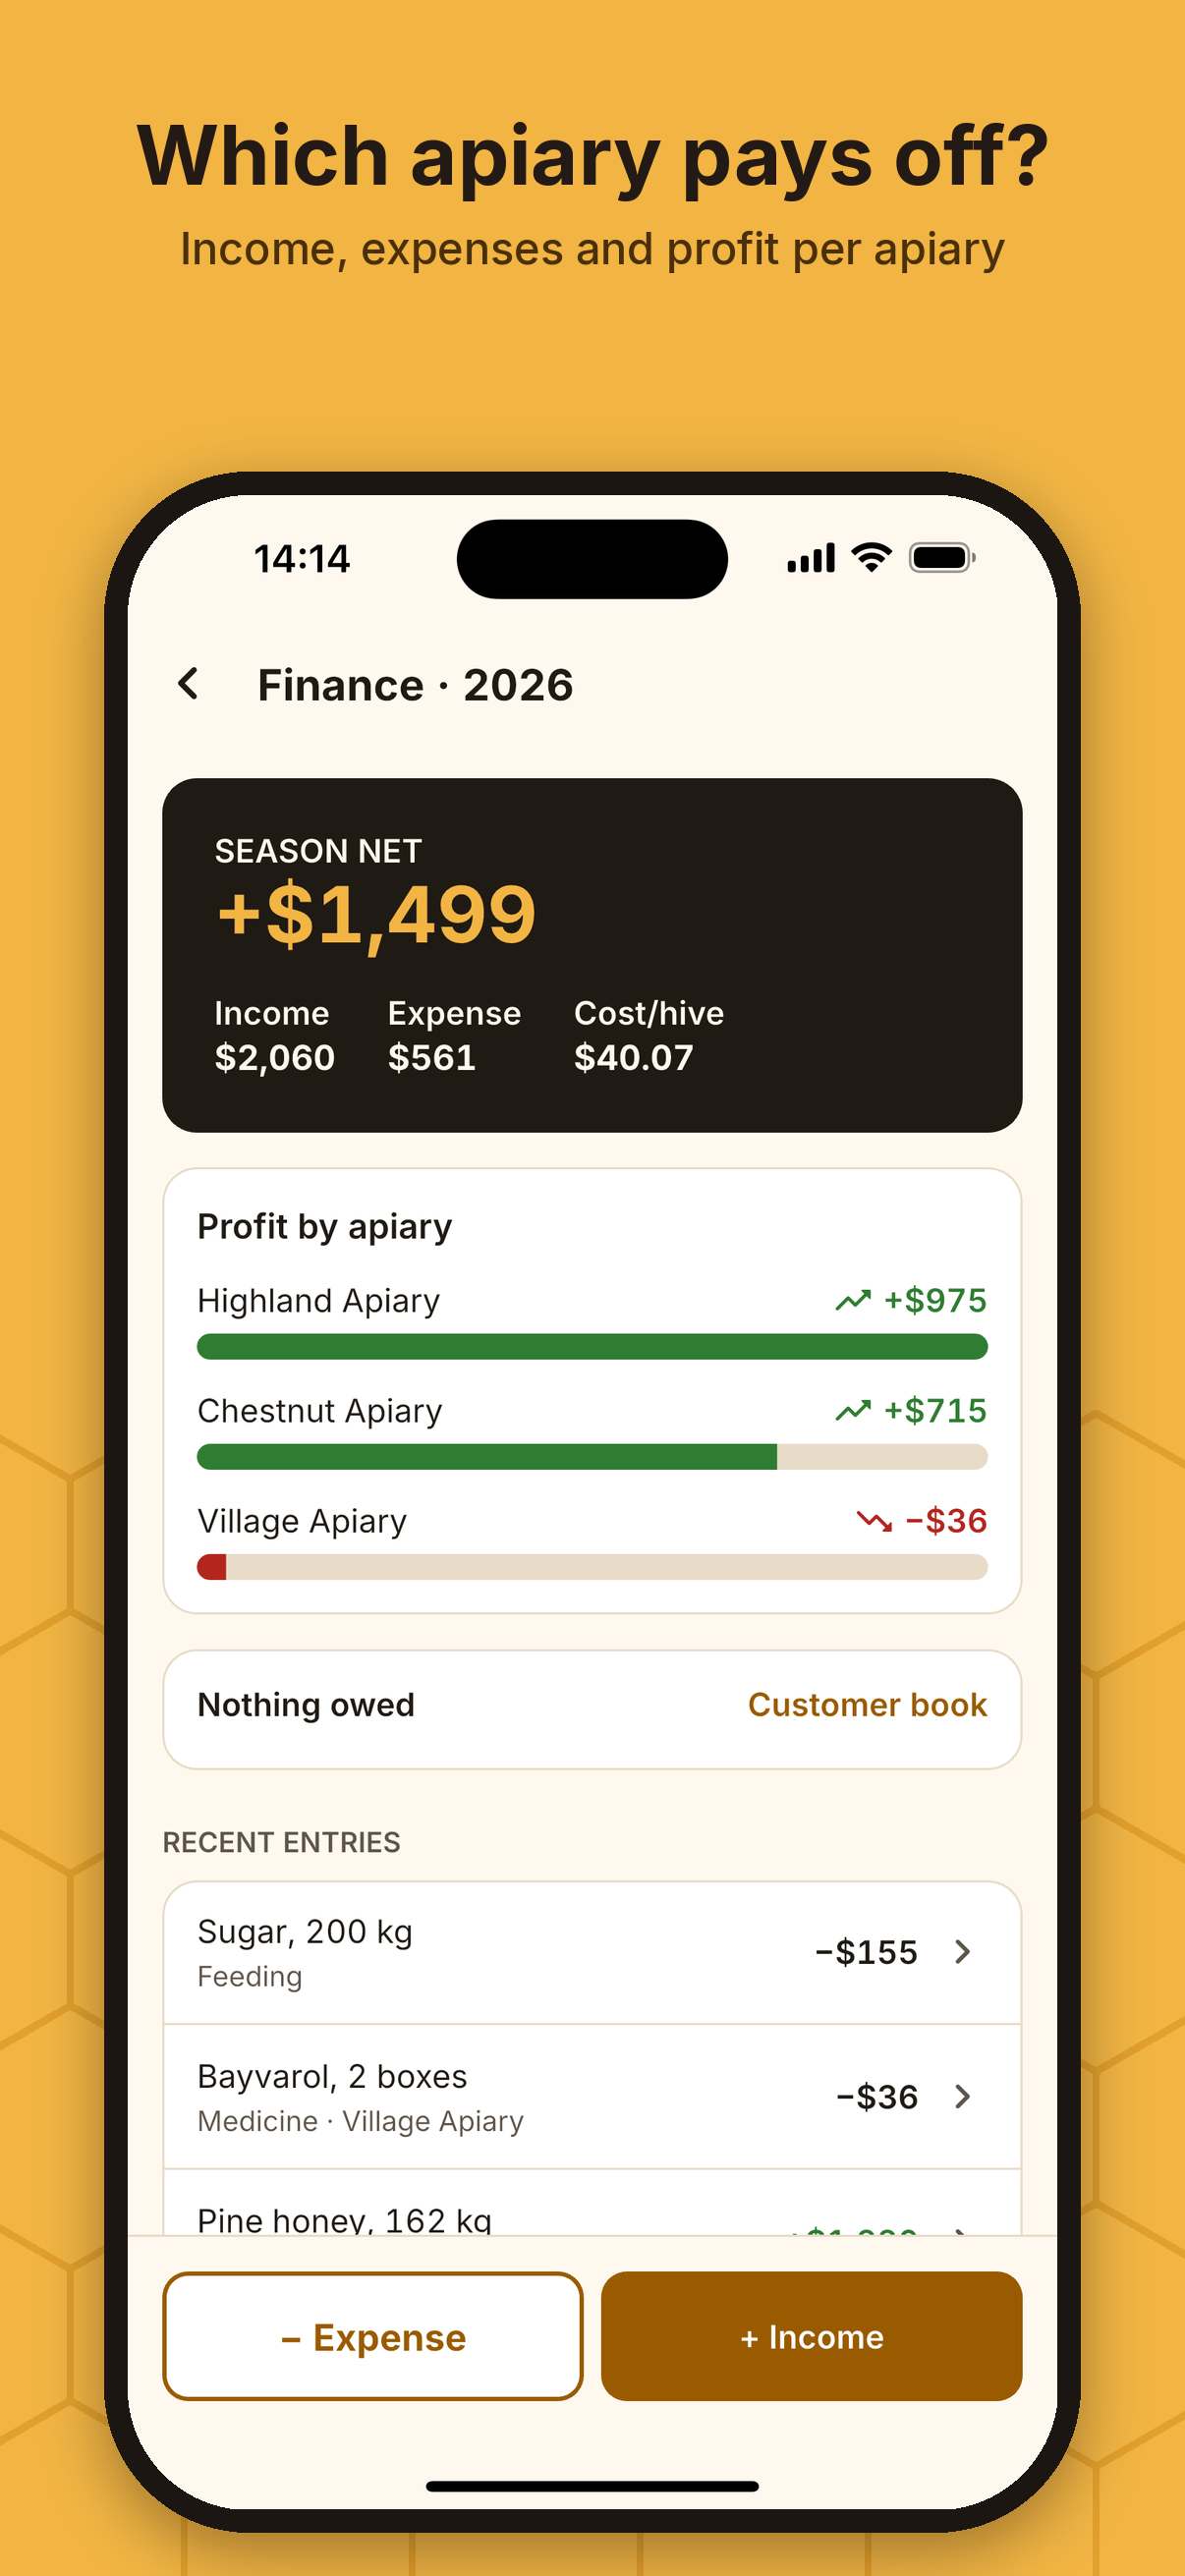 Which apiary pays off?
Income, expenses and profit per apiary
14:14
Finance · 2026
SEASON NET
+$1,499
Income Expense Cost/hive
$2,060 $561 $40.07
Profit by apiary
Highland Apiary +$975
Chestnut Apiary +$715
Village Apiary −$36
Nothing owed Customer book
RECENT ENTRIES
Sugar, 200 kg
−$155
Feeding
Bayvarol, 2 boxes
−$36
Medicine · Village Apiary
Pine honey, 162 kg
− Expense + Income